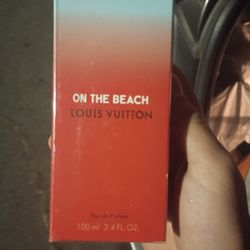 ON THE BEACH
LOUIS VUITTON
Eau de Parfum
100 ml 3.4 FL. OZ.